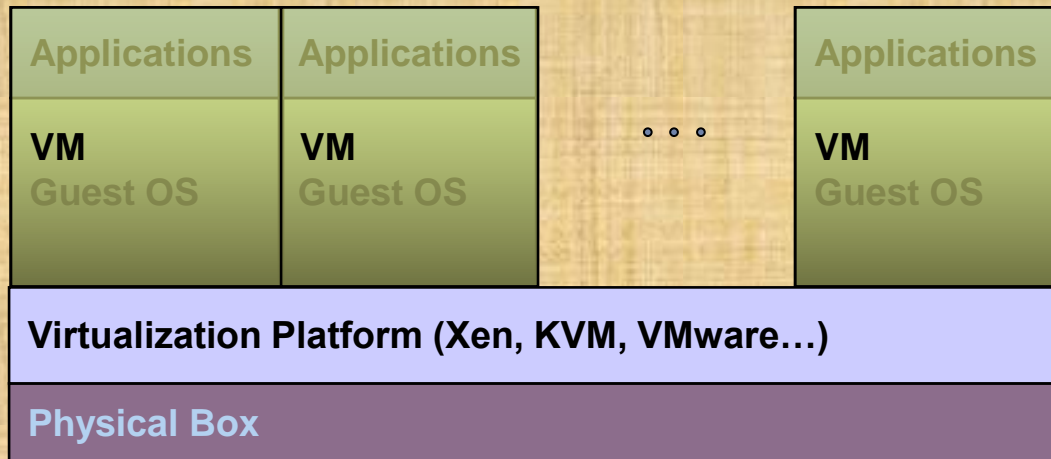 Applications
Applications
Applications
VM
Guest OS
VM
Guest OS
...
VM
Guest OS
Virtualization Platform (Xen, KVM, VMware…)
Physical Box